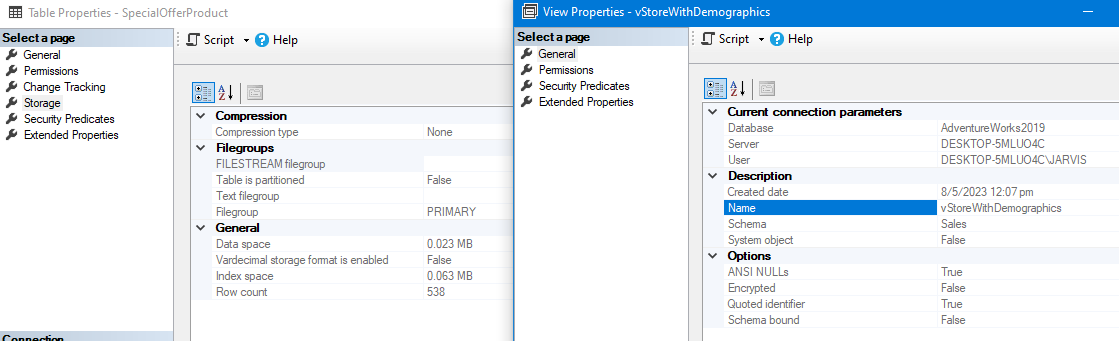 Table Properties - SpecialOfferProduct
Select a page
General
Permissions
Change Tracking
Storage
Security Predicates
Extended Properties
Connection
Script
Help
Compression
Compression type None
Filegroups
FILESTREAM filegroup
Table is partitioned False
Text filegroup
Filegroup PRIMARY
General
Data space 0.023 MB
Vardecimal storage format is enabled False
Index space 0.063 MB
Row count 538
View Properties - vStoreWithDemographics
Select a page
General
Permissions
Security Predicates
Extended Properties
Script
Help
Current connection parameters
Database AdventureWorks2019
Server DESKTOP-5MLUO4C
User DESKTOP-5MLUO4C\JARVIS
Description
Created date 8/5/2023 12:07 pm
Name vStoreWithDemographics
Schema Sales
System object False
Options
ANSI NULLs True
Encrypted False
Quoted identifier True
Schema bound False